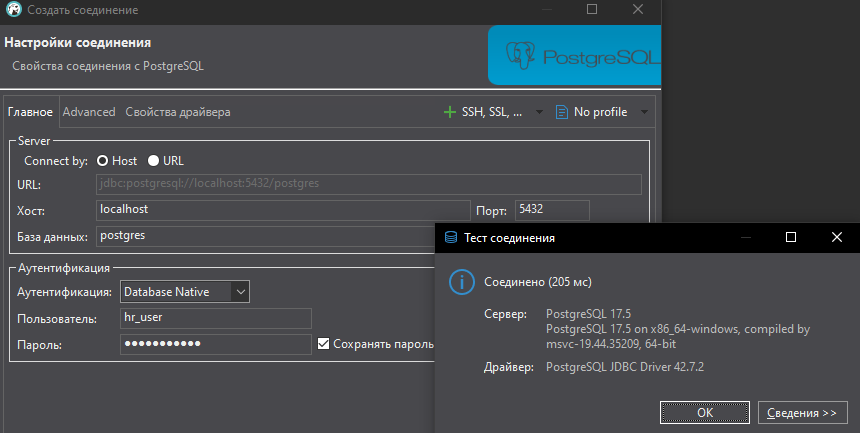 Создать соединение
Настройки соединения
Свойства соединения с PostgreSQL
PostgreSQL
Главное Advanced Свойства драйвера SSH, SSL, ... No profile
Server
Connect by: Host URL
URL: jdbc:postgresql://localhost:5432/postgres
Хост: localhost Порт: 5432
База данных: postgres
Аутентификация
Аутентификация: Database Native
Пользователь: hr_user
Пароль: ●●●●●●●●●●● Сохранять пароль
Тест соединения
Соединено (205 мс)
Сервер: PostgreSQL 17.5
PostgreSQL 17.5 on x86_64-windows, compiled by
msvc-19.44.35209, 64-bit
Драйвер: PostgreSQL JDBC Driver 42.7.2
OK Сведения >>